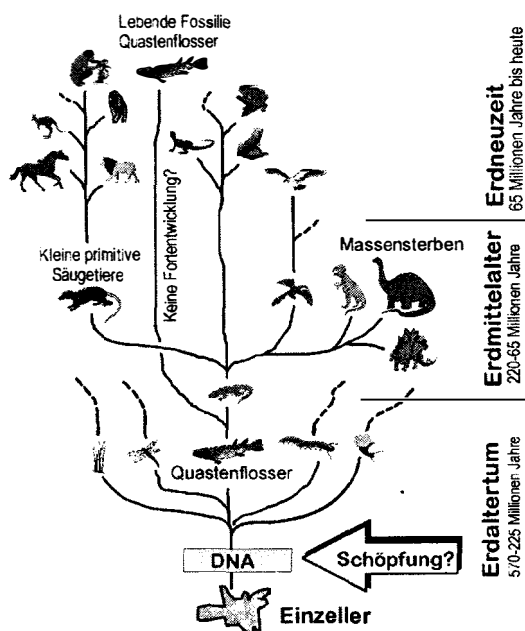 Lebende Fossilie
Quastenflosser
Keine Fortentwicklung?
Kleine primitive
Säugetiere
Massensterben
Quastenflosser
DNA
Schöpfung?
Einzeller
Erdneuzeit
65 Millionen Jahre bis heute
Erdmittelalter
220-65 Millionen Jahre
Erdaltertum
570-225 Millionen Jahre